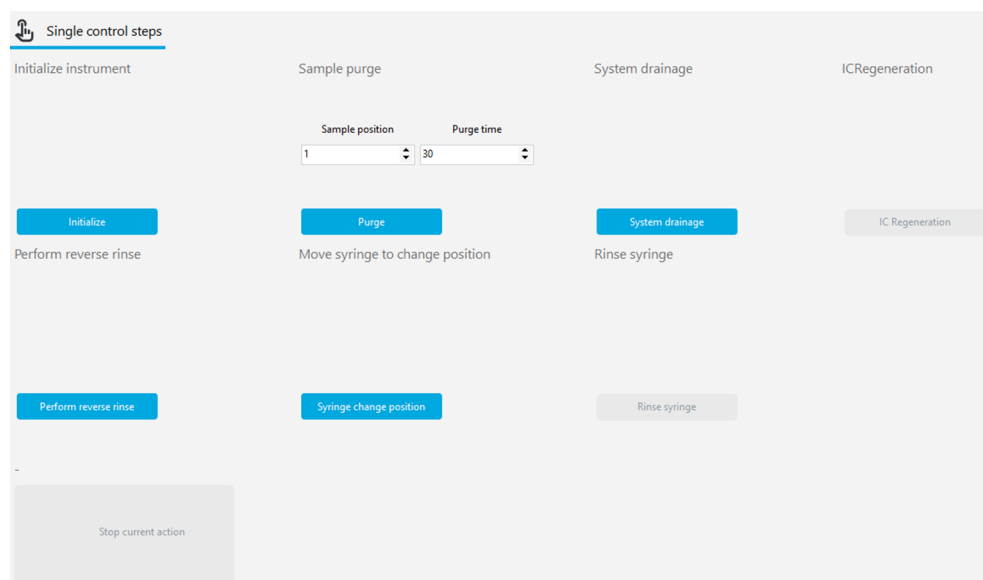 Single control steps
Initialize instrument
Sample purge
System drainage
ICRegeneration
Sample position
Purge time
1
30
Initialize
Purge
System drainage
IC Regeneration
Perform reverse rinse
Move syringe to change position
Rinse syringe
Perform reverse rinse
Syringe change position
Rinse syringe
-
Stop current action